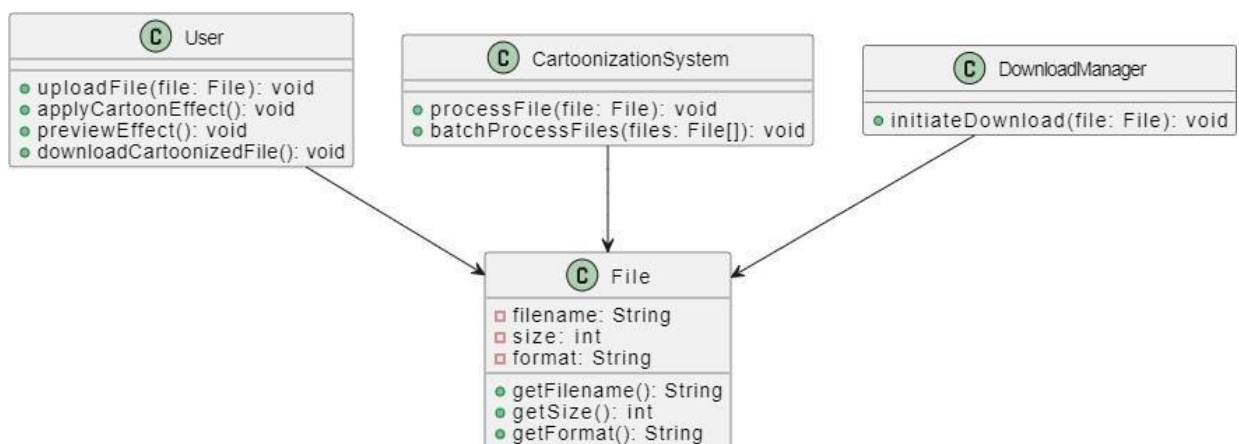 C User
uploadFile(file: File): void
applyCartoonEffect(): void
previewEffect(): void
downloadCartoonizedFile(): void
C CartoonizationSystem
processFile(file: File): void
batchProcessFiles(files: File[]): void
C DownloadManager
initiateDownload(file: File): void
C File
filename: String
size: int
format: String
getFilename(): String
getSize(): int
getFormat(): String